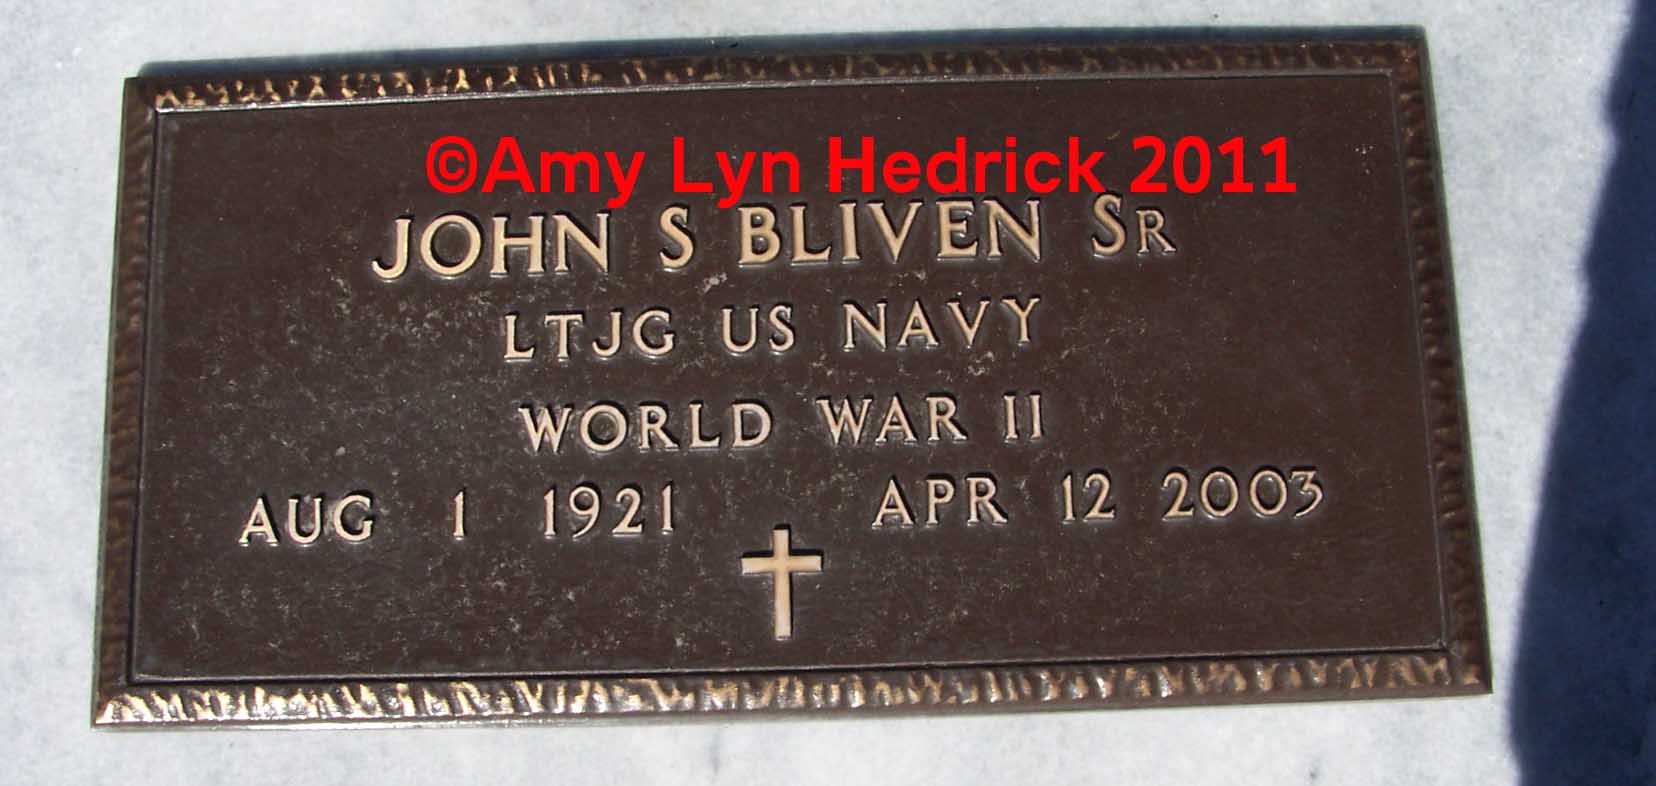 ©Amy Lyn Hedrick 2011
JOHN S BLIVEN SR
LTJG US NAVY
WORLD WAR II
AUG 1 1921 APR 12 2003